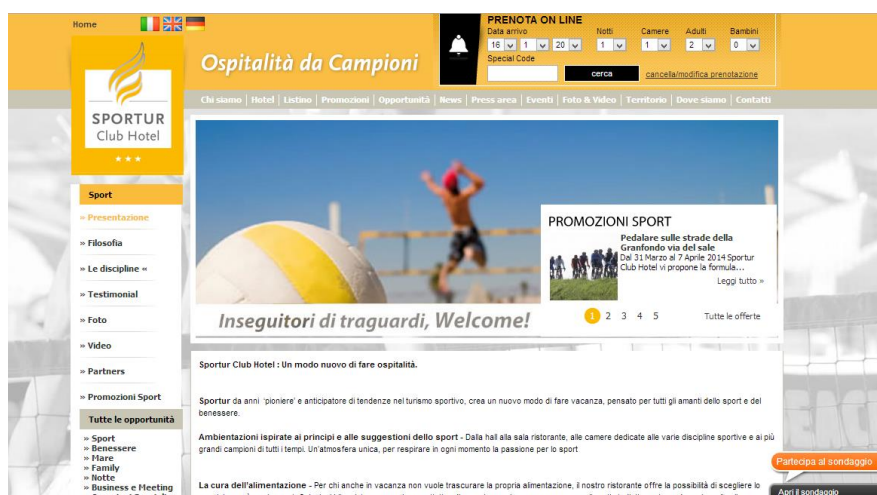 Home
PRENOTA ON LINE
Data arrivo Notti Camere Adulti Bambini
16 1 20 1 1 2 0
Special Code
cerca cancella/modifica prenotazione
Ospitalità da Campioni
SPORTUR
Club Hotel
Chi siamo | Hotel | Listino | Promozioni | Opportunità | News | Press area | Eventi | Foto & Video | Territorio | Dove siamo | Contatti
Sport
» Presentazione
» Filosofia
» Le discipline «
» Testimonial
» Foto
» Video
» Partners
» Promozioni Sport
Tutte le opportunità
» Sport
» Benessere
» Mare
» Family
» Notte
» Business e Meeting
PROMOZIONI SPORT
Pedalare sulle strade della
Granfondo via del sale
Dal 31 Marzo al 7 Aprile 2014 Sportur
Club Hotel vi propone la formula...
Leggi tutto »
1 2 3 4 5 Tutte le offerte
Inseguitori di traguardi, Welcome!
Sportur Club Hotel : Un modo nuovo di fare ospitalità.
Sportur da anni 'pioniere' e anticipatore di tendenze nel turismo sportivo, crea un nuovo modo di fare vacanza, pensato per tutti gli amanti dello sport e del
benessere.
Ambientazioni ispirate ai principi e alle suggestioni dello sport - Dalla hall alla sala ristorante, alle camere dedicate alle varie discipline sportive e ai più
grandi campioni di tutti i tempi. Un'atmosfera unica, per respirare in ogni momento la passione per lo sport
La cura dell'alimentazione - Per chi anche in vacanza non vuole trascurare la propria alimentazione, il nostro ristorante offre la possibilità di scegliere lo
Partecipa al sondaggio
Apri il sondaggio